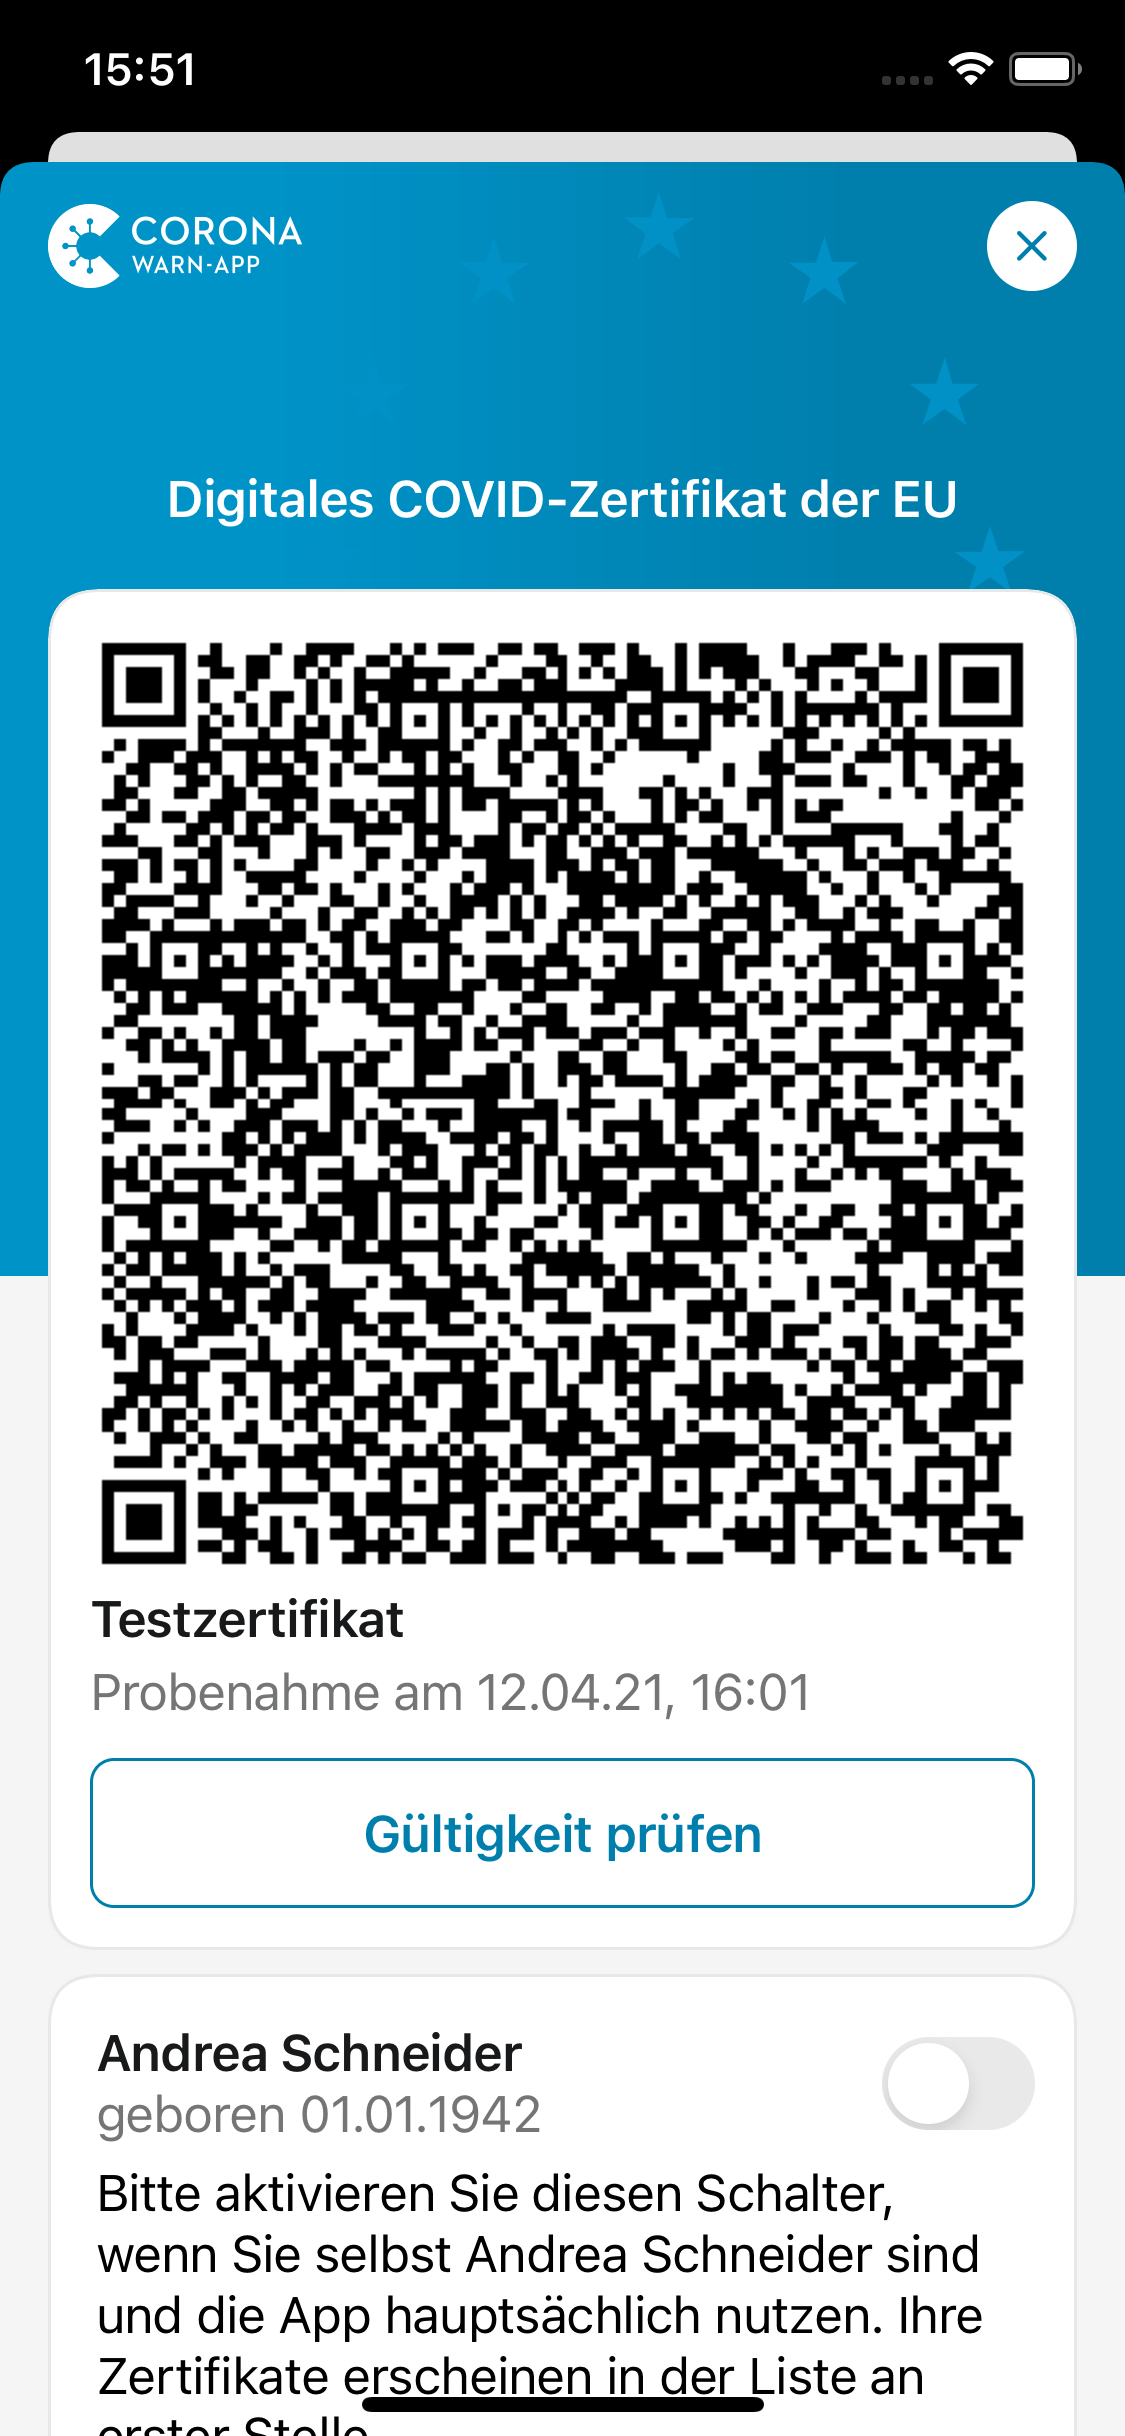 15:51
CORONA
WARN-APP
Digitales COVID-Zertifikat der EU
Testzertifikat
Probenahme am 12.04.21, 16:01
Gültigkeit prüfen
Andrea Schneider
geboren 01.01.1942
Bitte aktivieren Sie diesen Schalter,
wenn Sie selbst Andrea Schneider sind
und die App hauptsächlich nutzen. Ihre
Zertifikate erscheinen in der Liste an
erster Stelle